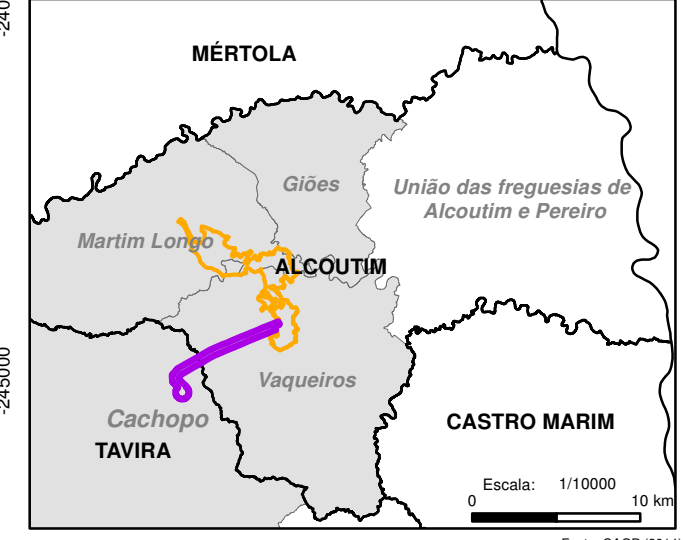 -240
MÉRTOLA
Giões
União das freguesias de
Alcoutim e Pereiro
Martim Longo
ALCOUTIM
-245000
Vaqueiros
Cachopo
TAVIRA
CASTRO MARIM
Escala: 1/10000
0 10 km